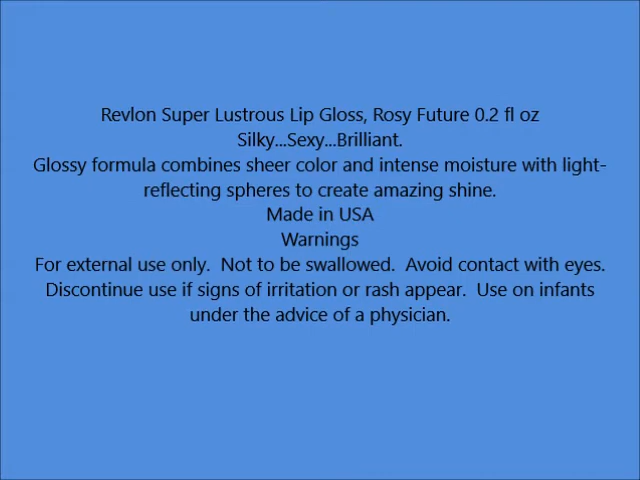 Revlon Super Lustrous Lip Gloss, Rosy Future 0.2 fl oz
Silky...Sexy...Brilliant.
Glossy formula combines sheer color and intense moisture with light-
reflecting spheres to create amazing shine.
Made in USA
Warnings
For external use only.  Not to be swallowed.  Avoid contact with eyes.
Discontinue use if signs of irritation or rash appear.  Use on infants
under the advice of a physician.